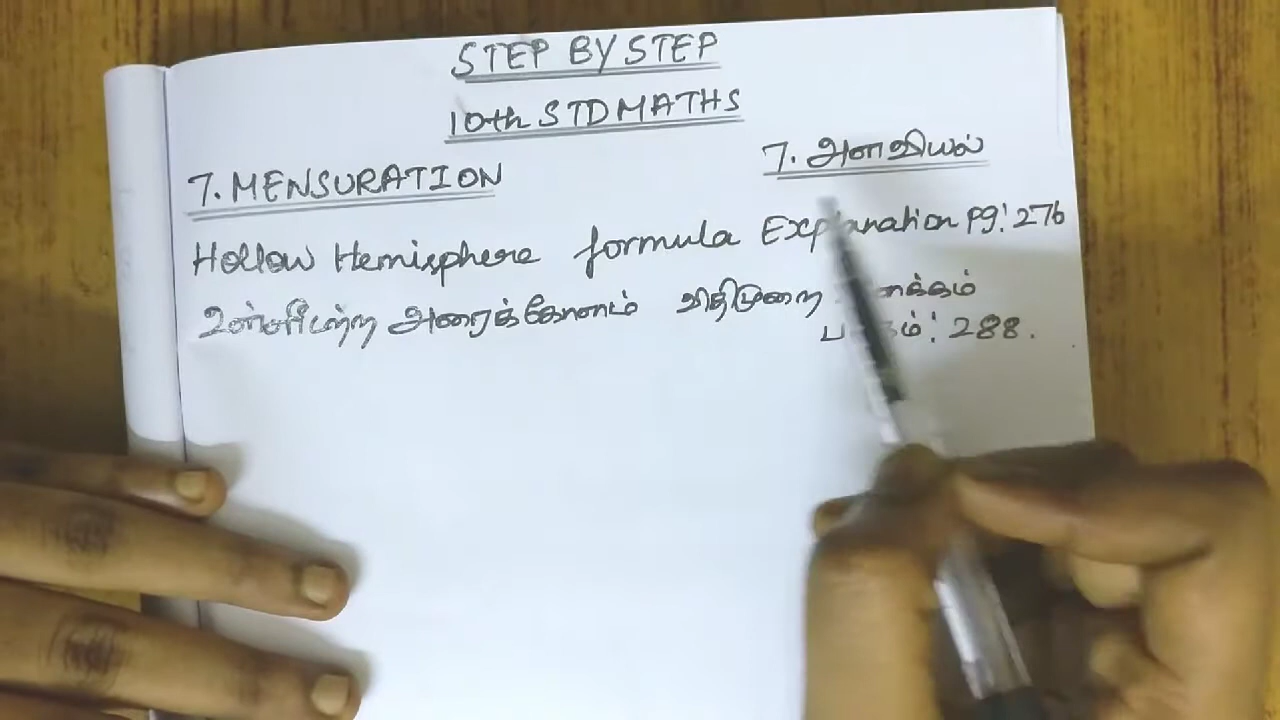 STEP BY STEP
10th STD MATHS
7. MENSURATION
7. அளவியல்
Hollow Hemisphere formula Explanation Pg: 276
உள்ளீடற்ற அரைக்கோளம் விதிமுறை
: 288.